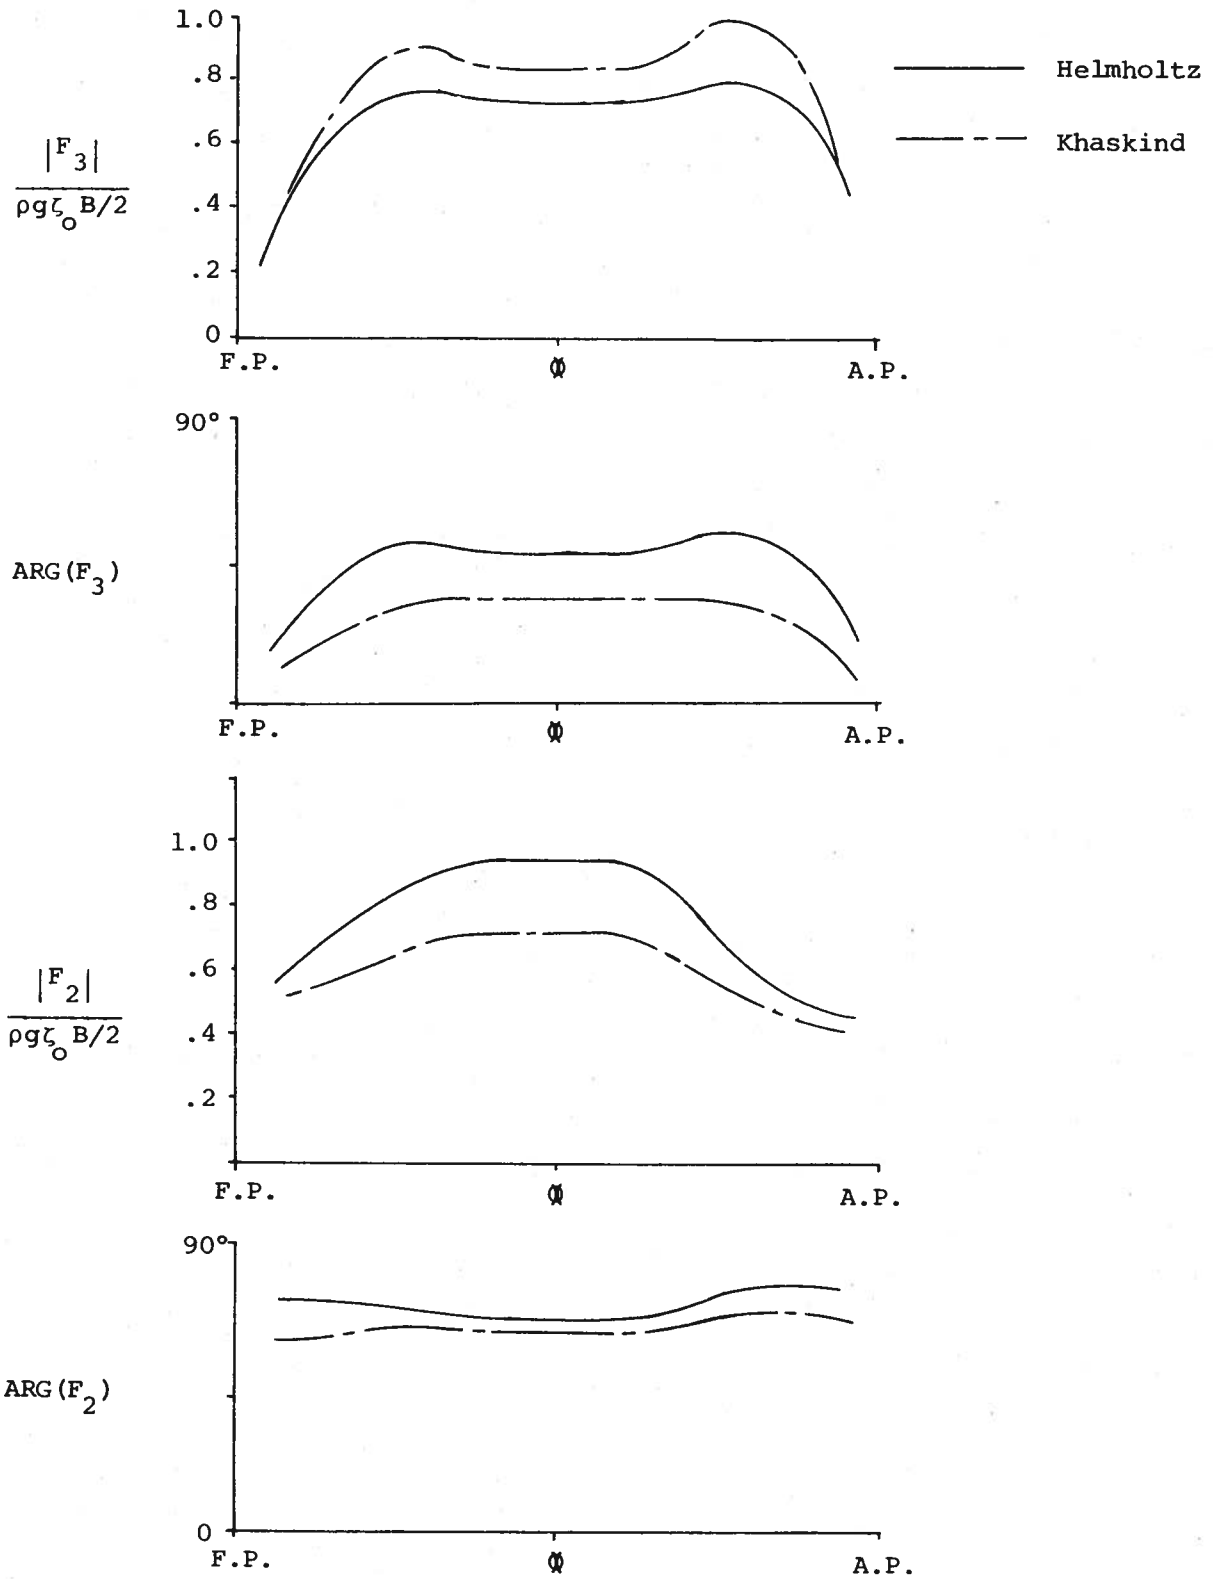 1.0
.8
.6
.4
.2
0
|F3|
ρgζoB/2
F.P.
A.P.
Helmholtz
Khaskind
90°
ARG(F3)
F.P.
A.P.
1.0
.8
.6
.4
.2
|F2|
ρgζoB/2
F.P.
A.P.
90°
ARG(F2)
0
F.P.
A.P.